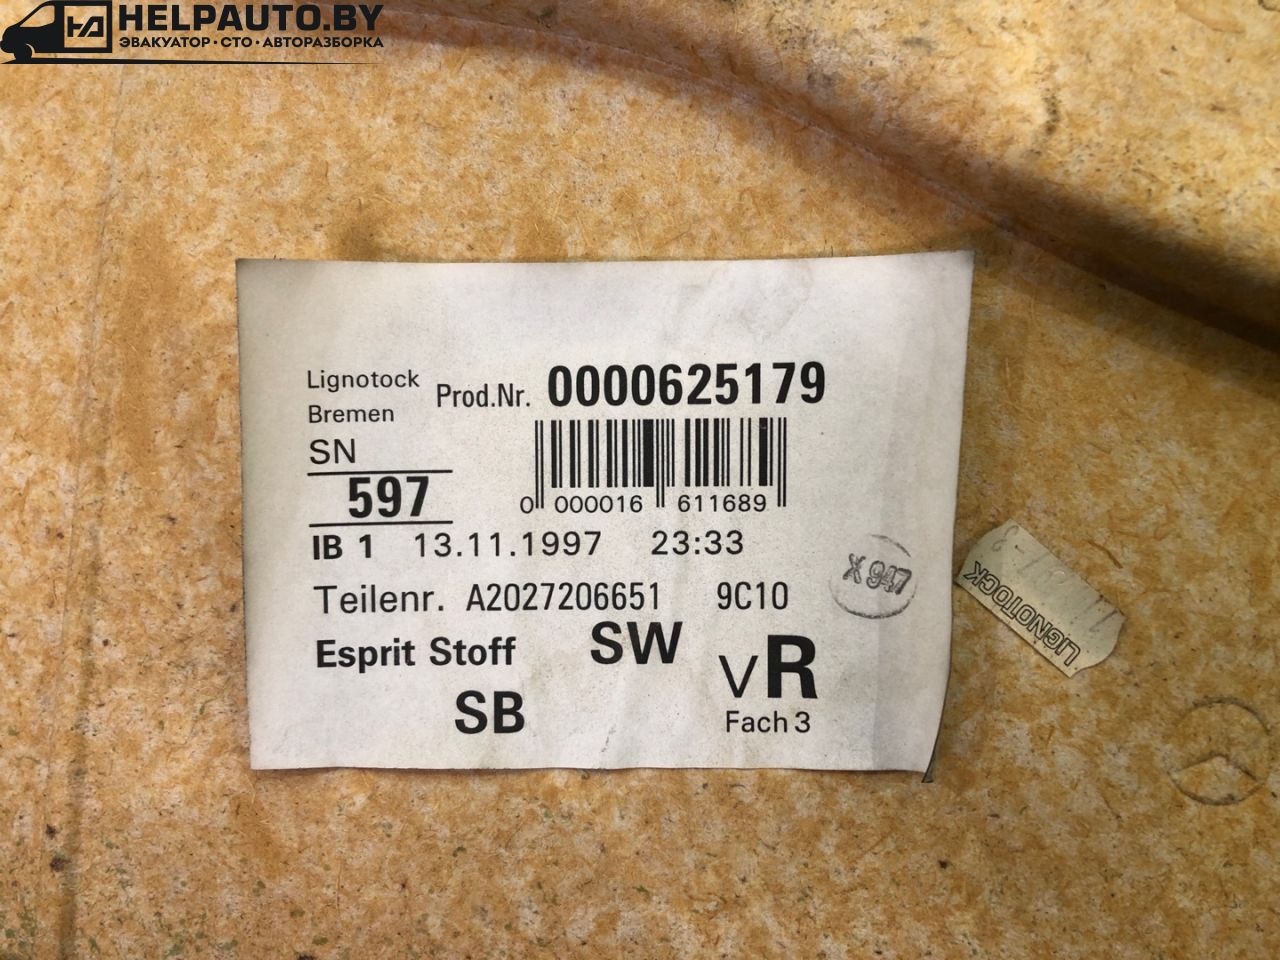 HELPAUTO.BY
ЭВАКУАТОР · СТО · АВТОРАЗБОРКА
Lignotock
Bremen
Prod.Nr. 0000625179
SN
597
0 000016 611689
IB 1 13.11.1997 23:33
Teilenr. A2027206651 9C10
Esprit Stoff SW
VR
SB
Fach 3
X 947
LIGNOTOCK